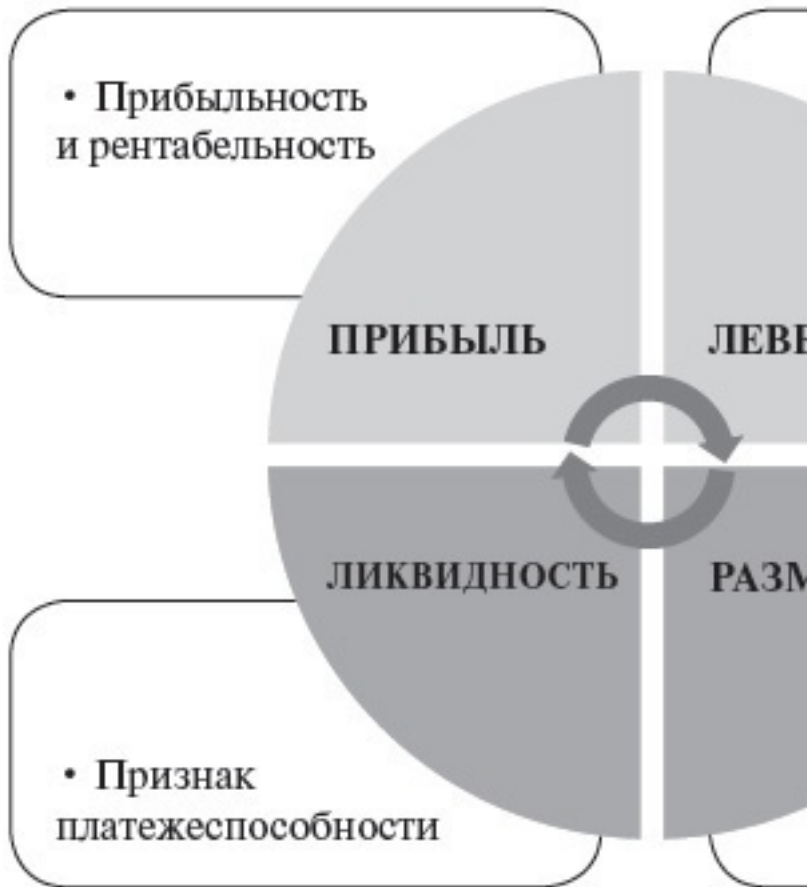 • Прибыльность
и рентабельность
ПРИБЫЛЬ
ЛИКВИДНОСТЬ
• Признак
платежеспособности